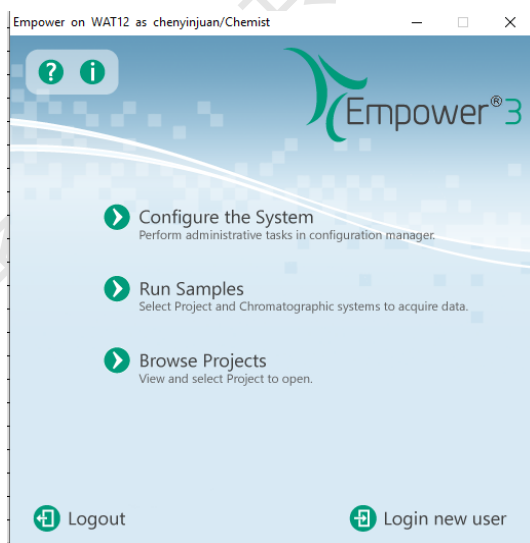 Empower on WAT12 as chenyinjuan/Chemist
? i
Empower®3
Configure the System
Perform administrative tasks in configuration manager.
Run Samples
Select Project and Chromatographic systems to acquire data.
Browse Projects
View and select Project to open.
Logout
Login new user